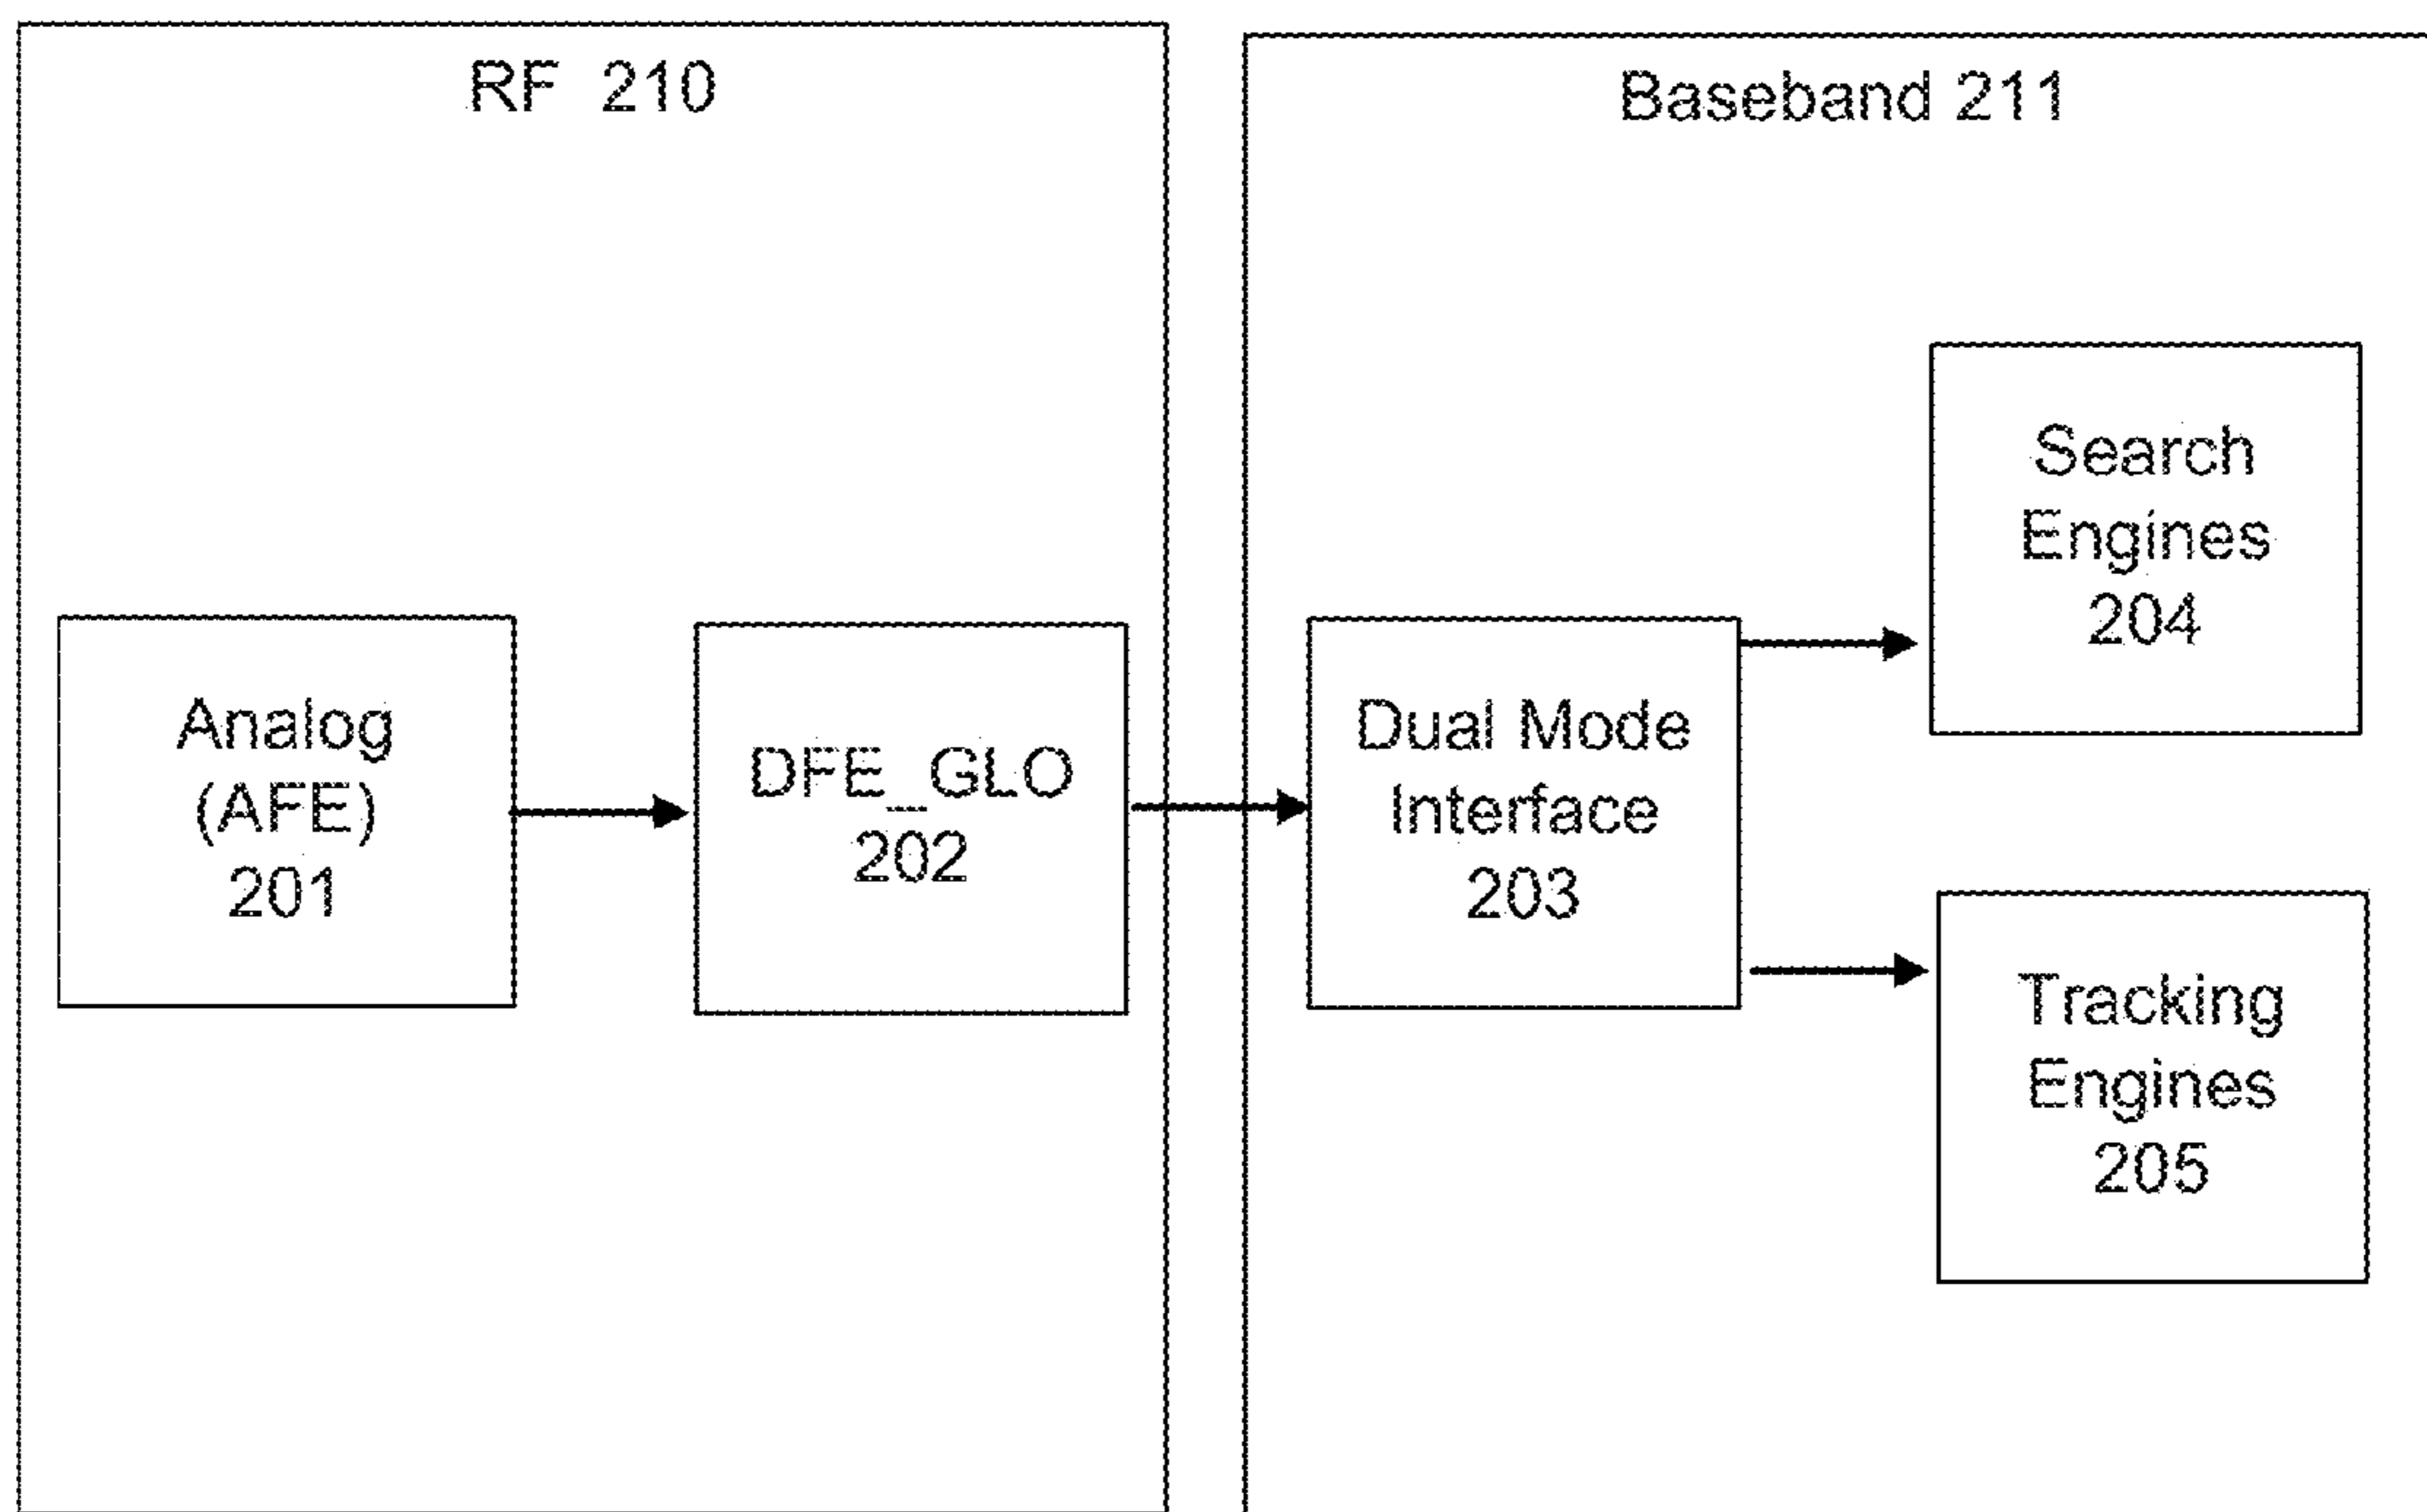 RF 210
Baseband 211
Analog
(AFE)
201
DFE_GLO
202
Dual Mode
Interface
203
Search
Engines
204
Tracking
Engines
205